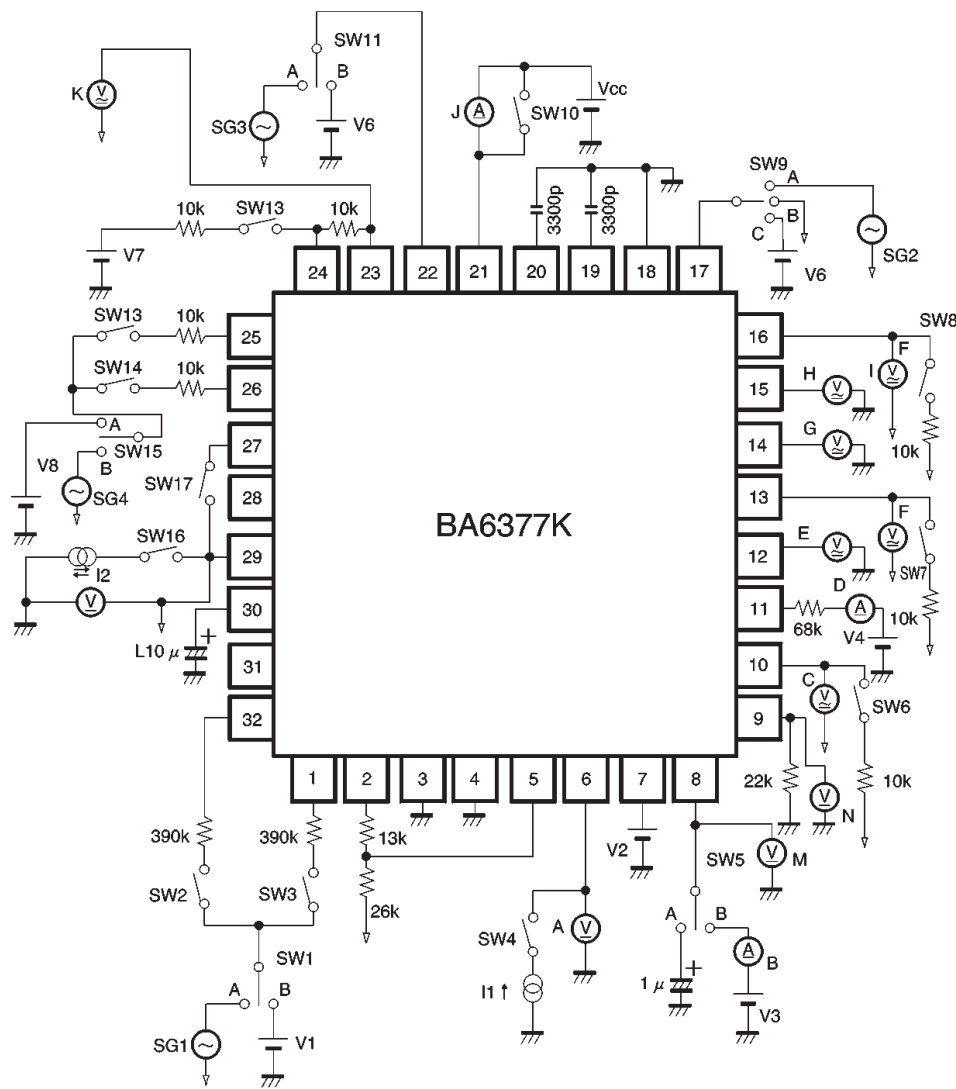 SW11
A B
K V
SG3
V6
J A
SW10
Vcc
3300p
3300p
SW9
A
B
C
V6
SG2
10k
SW13
10k
V7
24 23 22 21 20 19 18 17
SW13
10k
25
SW14
10k
26
A
SW15
B
V8
SG4
SW17
27
28
SW16
I2
29
V
30
L10 μ
+
31
32
BA6377K
16
F
SW8
I V
10k
15
H V
14
G V
13
F
V
SW7
10k
12
E V
11
68k
D
A
V4
10
C V
SW6
10k
9
22k
V
N
1 2 3 4 5 6 7 8
390k
390k
13k
26k
SW2
SW3
SW1
A B
SG1
V1
SW4
A V
I1 ↑
V2
SW5
V M
A B
1 μ
+
A
B
V3